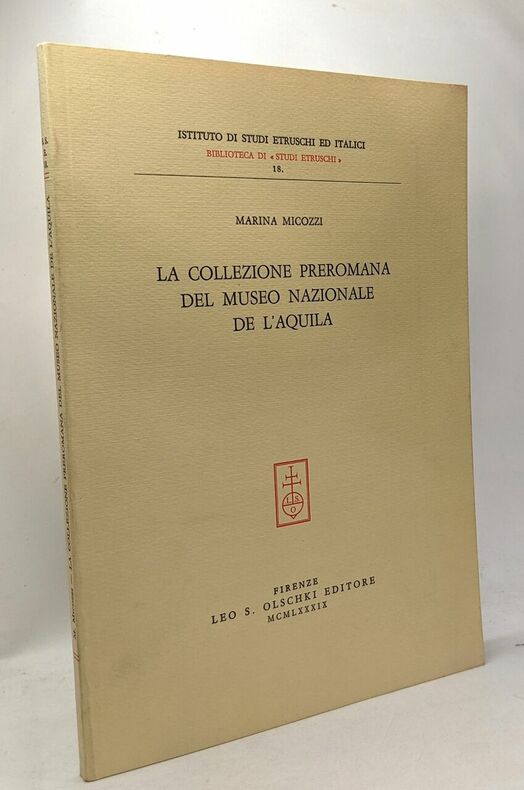 ISTITUTO DI STUDI ETRUSCHI ED ITALICI
BIBLIOTECA DI «STUDI ETRUSCHI»
18.
MARINA MICOZZI
LA COLLEZIONE PREROMANA
DEL MUSEO NAZIONALE
DE L'AQUILA
L S
O
FIRENZE
LEO S. OLSCHKI EDITORE
MCMLXXXIX
M. Micozzi - LA COLLEZIONE PREROMANA DEL MUSEO NAZIONALE DE L'AQUILA